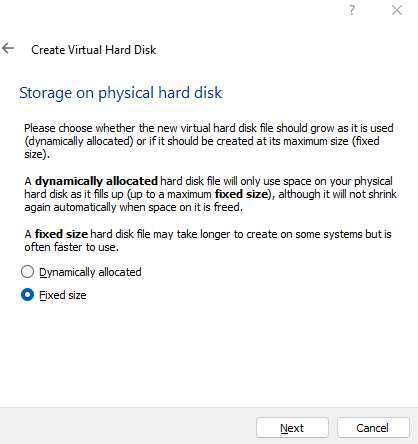 ?
Create Virtual Hard Disk
Storage on physical hard disk
Please choose whether the new virtual hard disk file should grow as it is used
(dynamically allocated) or if it should be created at its maximum size (fixed
size).
A dynamically allocated hard disk file will only use space on your physical
hard disk as it fills up (up to a maximum fixed size), although it will not shrink
again automatically when space on it is freed.
A fixed size hard disk file may take longer to create on some systems but is
often faster to use.
Dynamically allocated
Fixed size
Next
Cancel